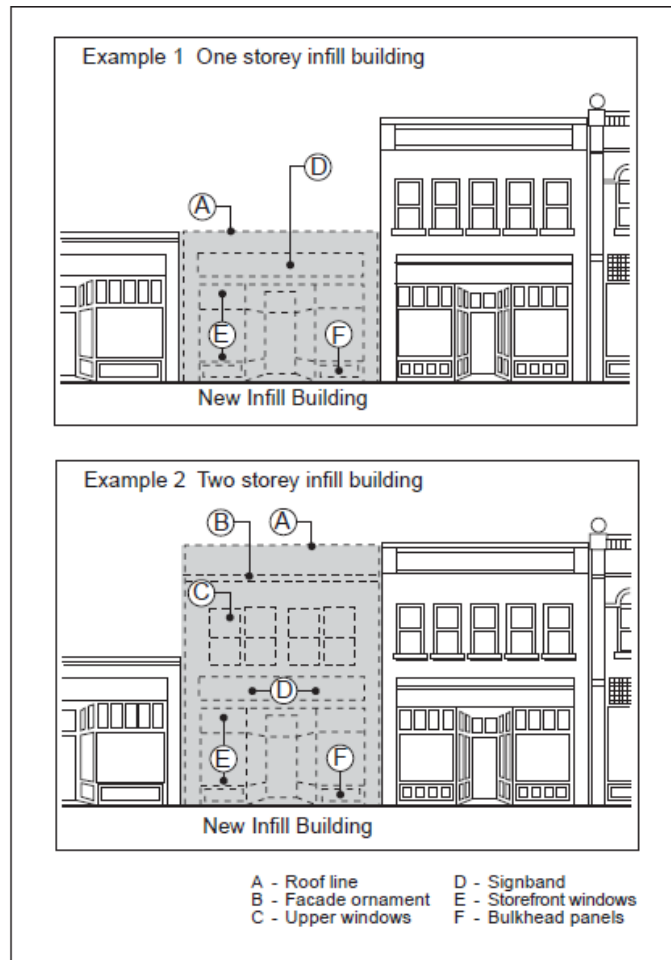 Example 1 One storey infill building
D
A
E
F
New Infill Building
Example 2 Two storey infill building
B
A
C
D
E
F
New Infill Building
A - Roof line
B - Facade ornament
C - Upper windows
D - Signband
E - Storefront windows
F - Bulkhead panels